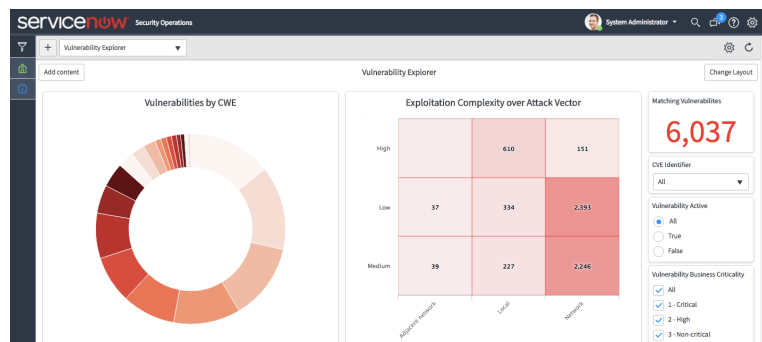 servicenow Security Operations System Administrator 3
Vulnerability Explorer
Add content Vulnerability Explorer Change Layout
Vulnerabilities by CWE
Exploitation Complexity over Attack Vector
High 610 151
Low 37 334 2,393
Medium 39 227 2,246
Adjacent network Local Network
Matching Vulnerabilites
6,037
CVE Identifier
All
Vulnerability Active
All
True
False
Vulnerability Business Criticality
All
1 - Critical
2 - High
3 - Non-critical